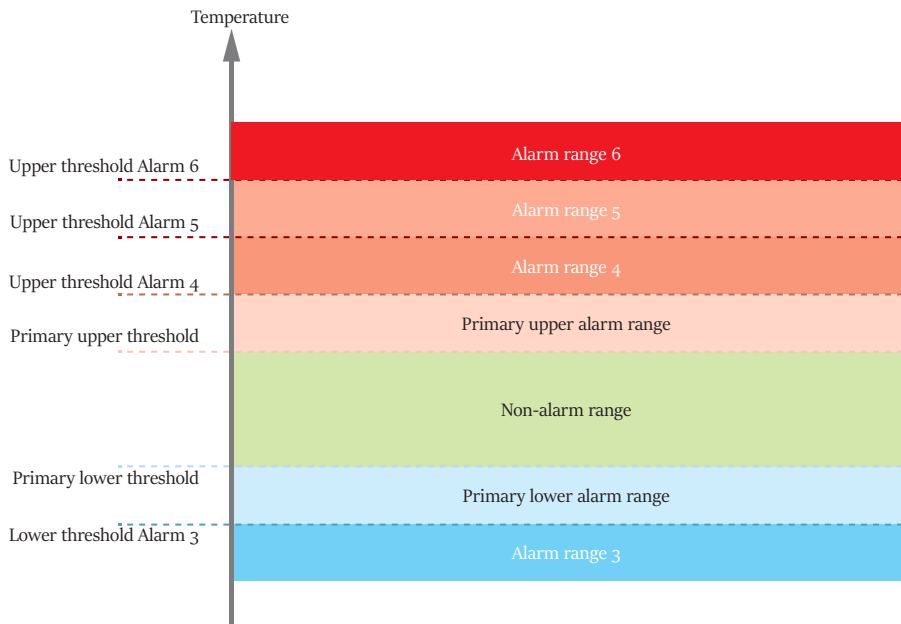 Temperature
Alarm range 6
Upper threshold Alarm 6
Alarm range 5
Upper threshold Alarm 5
Alarm range 4
Upper threshold Alarm 4
Primary upper alarm range
Primary upper threshold
Non-alarm range
Primary lower threshold
Primary lower alarm range
Lower threshold Alarm 3
Alarm range 3